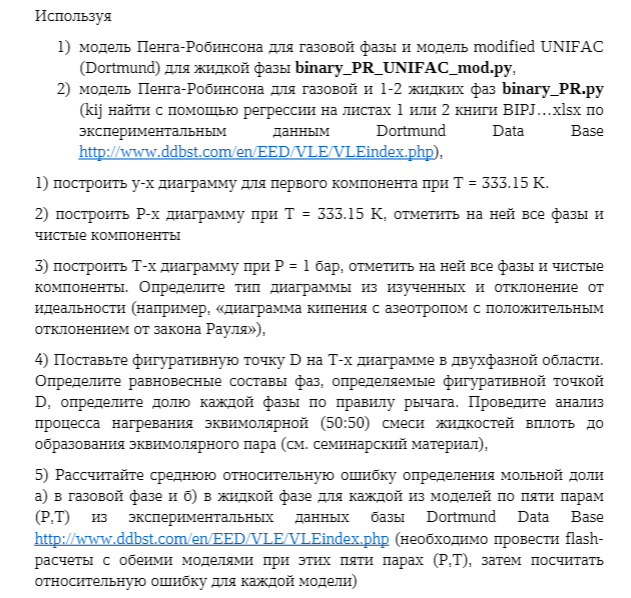 Используя
1) модель Пенга-Робинсона для газовой фазы и модель modified UNIFAC
(Dortmund) для жидкой фазы binary_PR_UNIFAC_mod.py,
2) модель Пенга-Робинсона для газовой и 1-2 жидких фаз binary_PR.py
(kij найти с помощью регрессии на листах 1 или 2 книги BIPJ...xlsx по
экспериментальным данным Dortmund Data Base
http://www.ddbst.com/en/EED/VLE/VLEindex.php),
1) построить y-x диаграмму для первого компонента при T = 333.15 K.
2) построить P-x диаграмму при T = 333.15 K, отметить на ней все фазы и
чистые компоненты
3) построить T-x диаграмму при P = 1 бар, отметить на ней все фазы и чистые
компоненты. Определите тип диаграммы из изученных и отклонение от
идеальности (например, «диаграмма кипения с азеотропом с положительным
отклонением от закона Рауля»),
4) Поставьте фигуративную точку D на T-x диаграмме в двухфазной области.
Определите равновесные составы фаз, определяемые фигуративной точкой
D, определите долю каждой фазы по правилу рычага. Проведите анализ
процесса нагревания эквимолярной (50:50) смеси жидкостей вплоть до
образования эквимолярного пара (см. семинарский материал),
5) Рассчитайте среднюю относительную ошибку определения мольной доли
а) в газовой фазе и б) в жидкой фазе для каждой из моделей по пяти парам
(P,T) из экспериментальных данных базы Dortmund Data Base
http://www.ddbst.com/en/EED/VLE/VLEindex.php (необходимо провести flash-
расчеты с обеими моделями при этих пяти парах (P,T), затем посчитать
относительную ошибку для каждой модели)